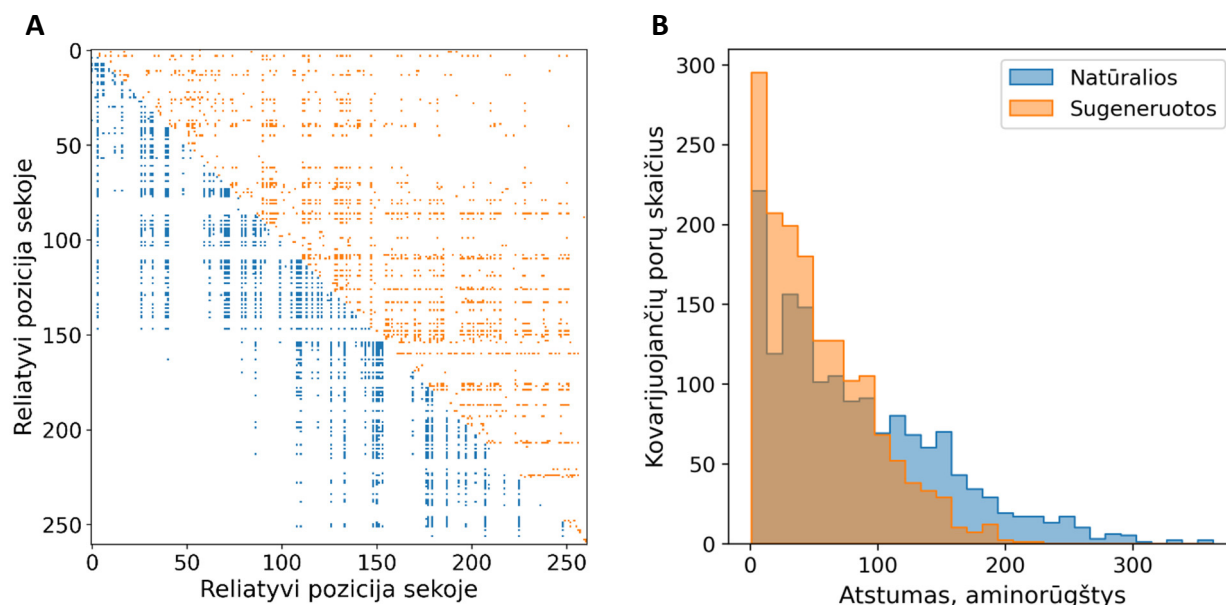 A
0
50
100
150
200
250
0 50 100 150 200 250
Reliatyvi pozicija sekoje
Reliatyvi pozicija sekoje
B
300
250
200
150
100
50
0
0 100 200 300
Kovarijuojančių porų skaičius
Atstumas, aminorūgštys
Natūralios
Sugeneruotos